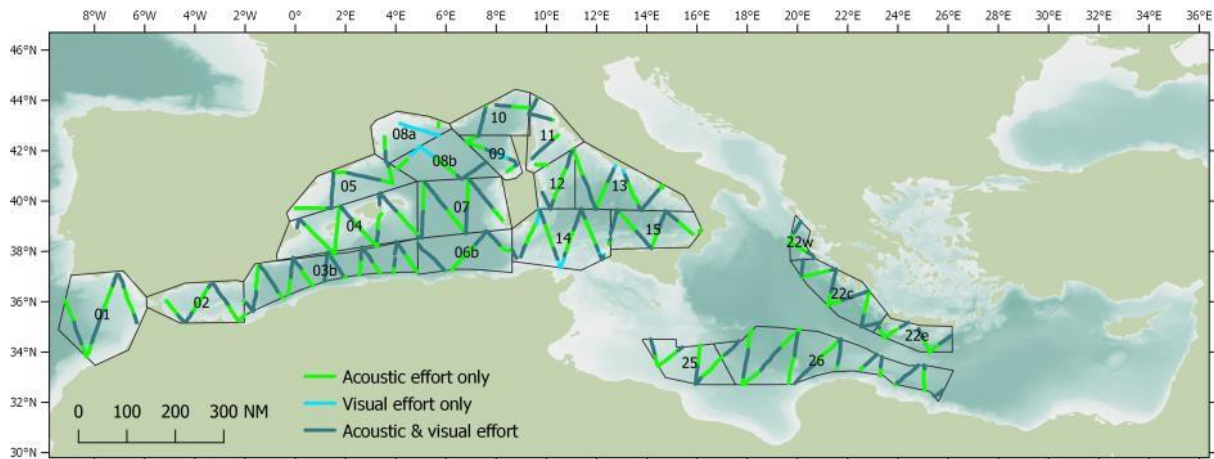 8°W 6°W 4°W 2°W 0° 2°E 4°E 6°E 8°E 10°E 12°E 14°E 16°E 18°E 20°E 22°E 24°E 26°E 28°E 30°E 32°E 34°E 36°E
46°N
44°N
42°N
40°N
38°N
36°N
34°N
32°N
30°N
10
08a
11
09
08b
05
12
13
07
04
22w
15
14
06b
03b
22c
02
01
22e
25
26
Acoustic effort only
Visual effort only
Acoustic & visual effort
0 100 200 300 NM